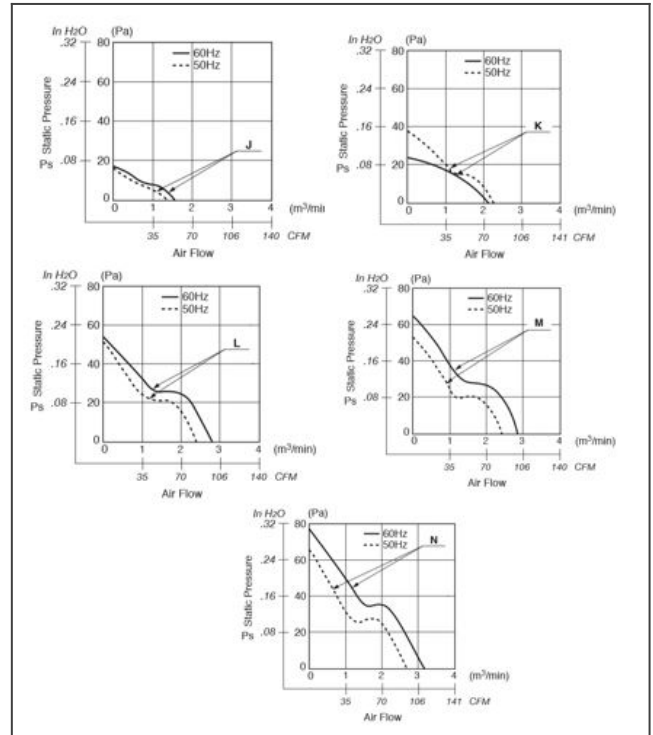 In H2O (Pa)
.32 80
60Hz
50Hz
.24 60
Static Pressure
.16 40
J
Ps .08 20
0
0 1 2 3 4 (m³/min)
35 70 106 140 CFM
Air Flow
In H2O (Pa)
.32 80
60Hz
50Hz
.24 60
Static Pressure
.16 40
K
Ps .08 20
0
0 1 2 3 4 (m³/min)
35 70 106 141 CFM
Air Flow
In H2O (Pa)
.32 80
60Hz
50Hz
.24 60
Static Pressure
.16 40
L
Ps .08 20
0
0 1 2 3 4 (m³/min)
35 70 106 140 CFM
Air Flow
In H2O (Pa)
.32 80
60Hz
50Hz
.24 60
Static Pressure
.16 40
M
Ps .08 20
0
0 1 2 3 4 (m³/min)
35 70 106 140 CFM
Air Flow
In H2O (Pa)
.32 80
60Hz
50Hz
N
.24 60
Static Pressure
.16 40
Ps .08 20
0
0 1 2 3 4 (m³/min)
35 70 106 141 CFM
Air Flow